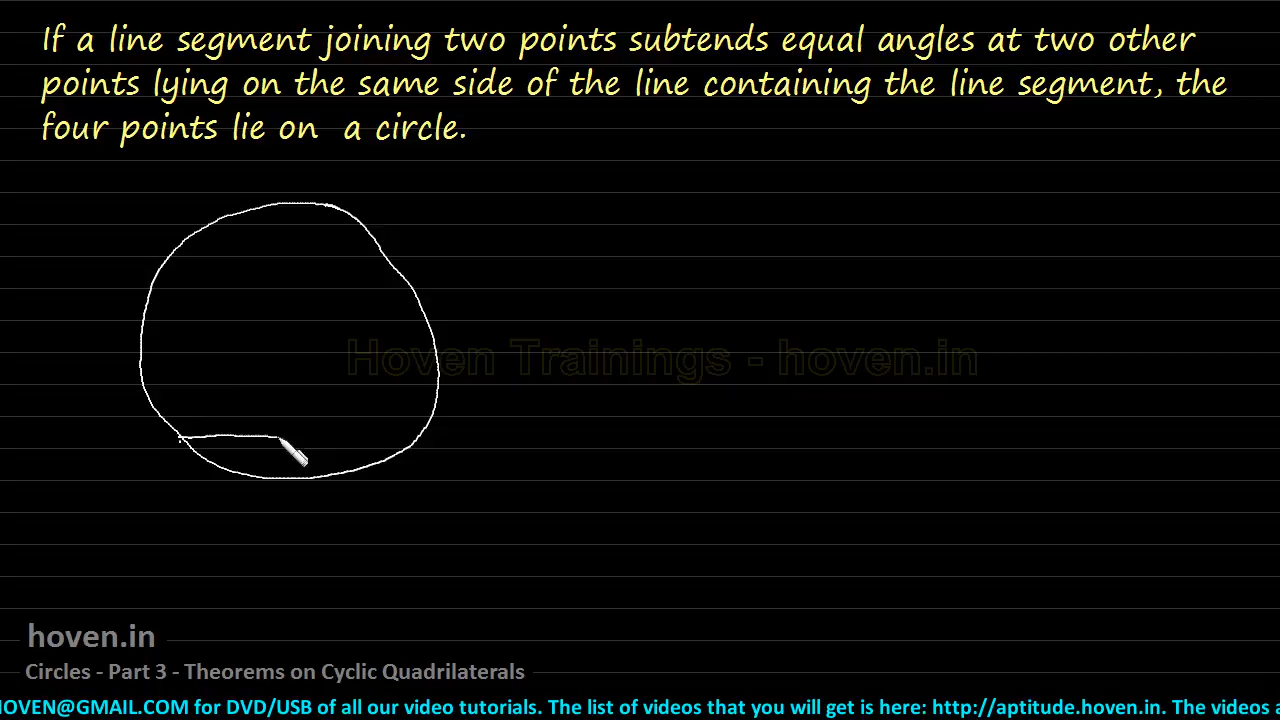 If a line segment joining two points subtends equal angles at two other
points lying on the same side of the line containing the line segment, the
four points lie on a circle.
Hoven Trainings - hoven.in
hoven.in
Circles - Part 3 - Theorems on Cyclic Quadrilaterals
HOVEN@GMAIL.COM for DVD/USB of all our video tutorials. The list of videos that you will get is here: http://aptitude.hoven.in. The videos a